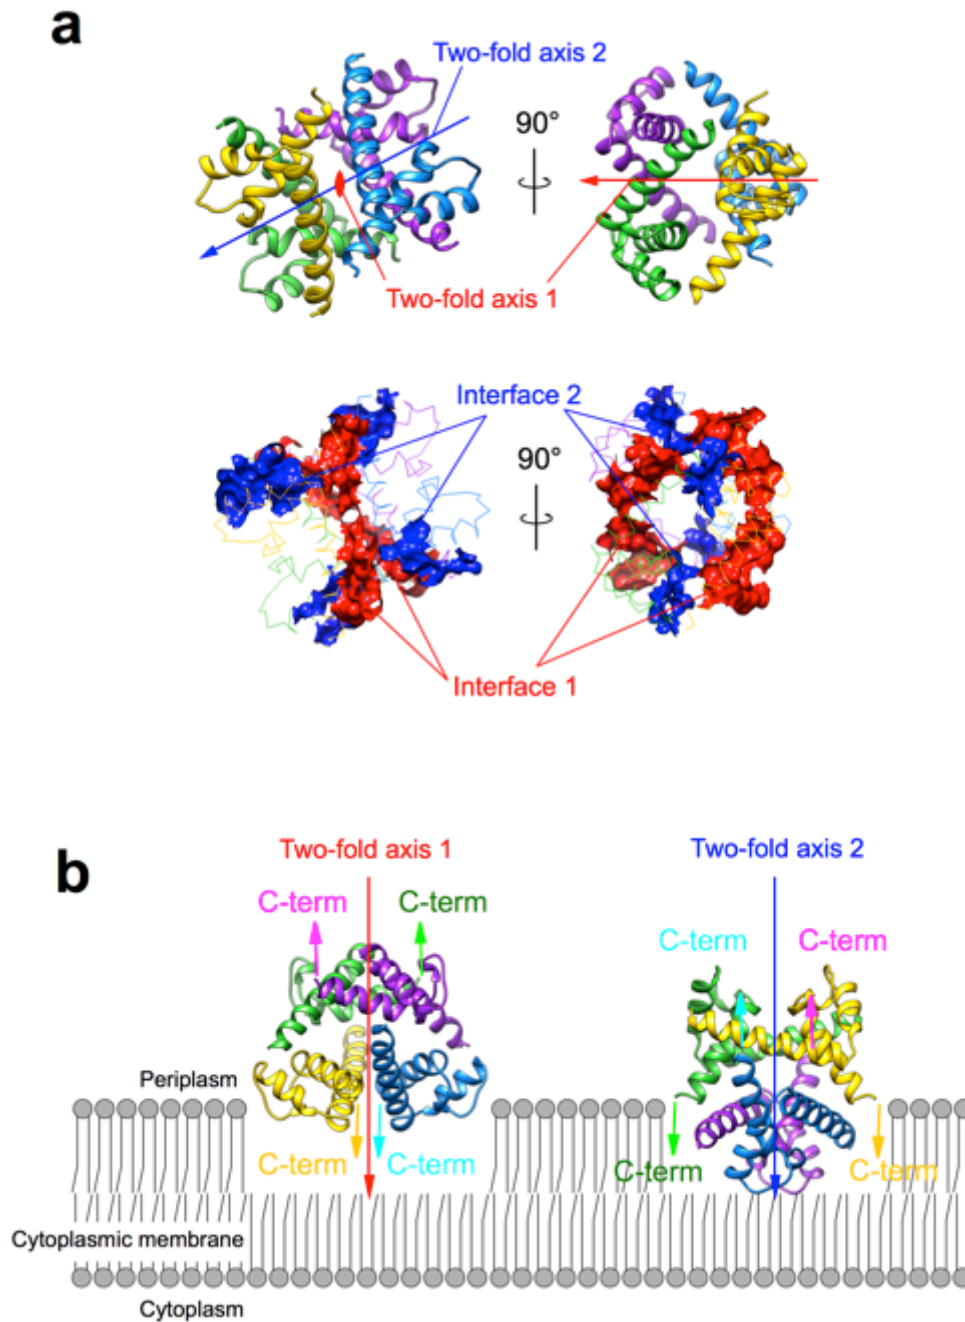 a
Two-fold axis 2
90°
Two-fold axis 1
Interface 2
90°
Interface 1
b
Two-fold axis 1
Two-fold axis 2
C-term C-term
C-term C-term
Periplasm
C-term C-term
C-term C-term
Cytoplasmic membrane
Cytoplasm